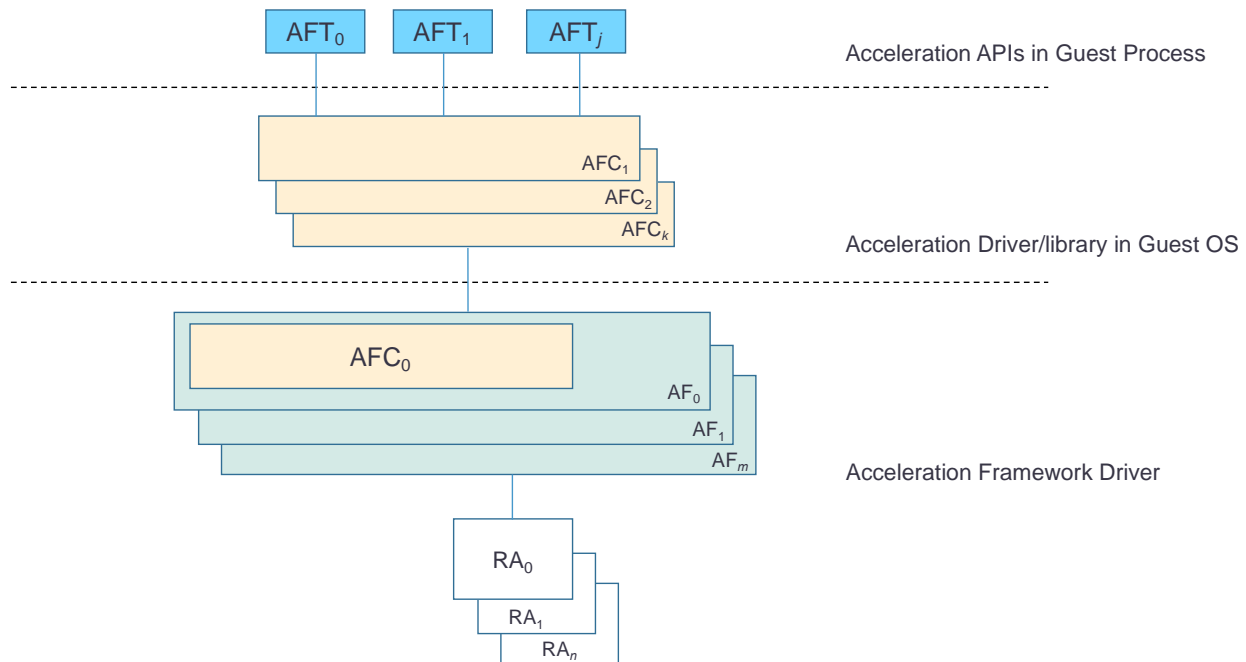 AFT₀ AFT₁ AFTⱼ
Acceleration APIs in Guest Process
AFC₁
AFC₂
AFCₖ
Acceleration Driver/library in Guest OS
AFC₀
AF₀
AF₁
AFₘ
Acceleration Framework Driver
RA₀
RA₁
RAₙ